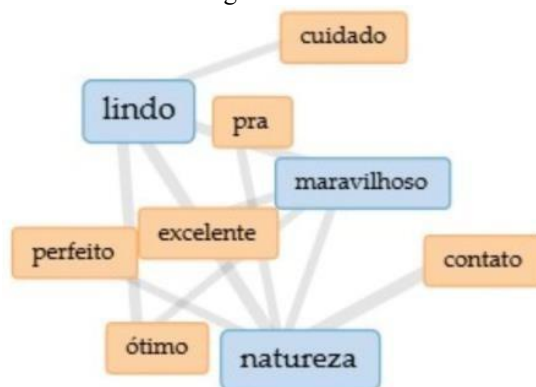 cuidado
lindo
pra
maravilhoso
excelente
perfeito
contato
ótimo
natureza